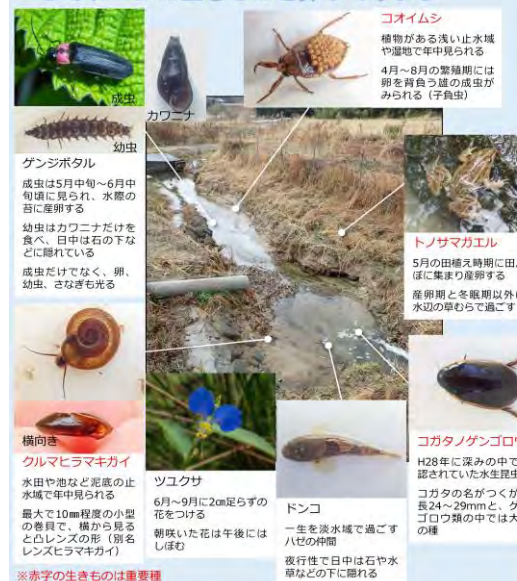 成虫
幼虫
ゲンジボタル
成虫は5月中旬～6月中
旬頃に見られ、水際の
苔に産卵する
幼虫はカワニナだけを
食べ、日中は石の下な
どに隠れている
成虫だけでなく、卵、
幼虫、さなぎも光る
カワニナ
コオイムシ
植物がある浅い止水域
や湿地で年中見られる
4月～8月の繁殖期には
卵を背負う雄の成虫が
みられる（子負虫）
トノサマガエル
5月の田植え時期に田
ぼに集まり産卵する
産卵期と冬眠期以外
水辺の草むらで過ごす
横向き
クルマヒラマキガイ
水田や池など泥底の止
水域で年中見られる
最大で10㎜程度の小型
の巻貝で、横から見る
と凸レンズの形（別名
レンズヒラマキガイ）
ツユクサ
6月～9月に2㎝足らずの
花をつける
朝咲いた花は午後には
しぼむ
ドンコ
一生を淡水域で過ごす
ハゼの仲間
夜行性で日中は石や水
草などの下に隠れる
コガタノゲンゴロウ
H28年に深みの中で
認されていた水生昆虫
コガタの名がつくが
長24～29mmと、ゲ
ゴロウ類の中では大
の種
※赤字の生きものは重要種